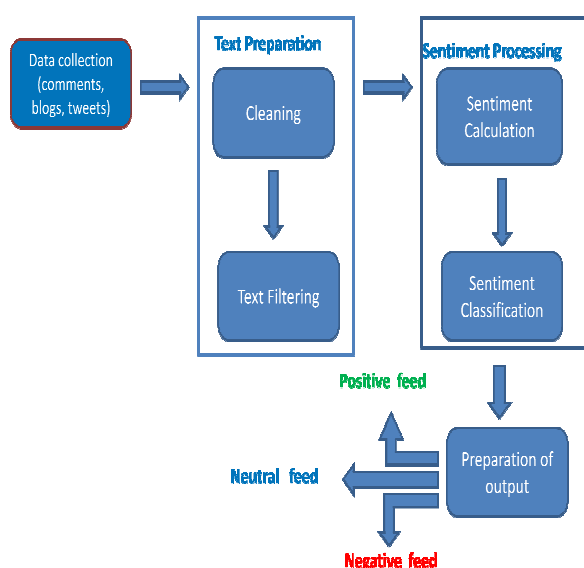 Data collection
(comments,
blogs, tweets)
Text Preparation
Cleaning
Text Filtering
Sentiment Processing
Sentiment
Calculation
Sentiment
Classification
Preparation of
output
Positive feed
Neutral feed
Negative feed